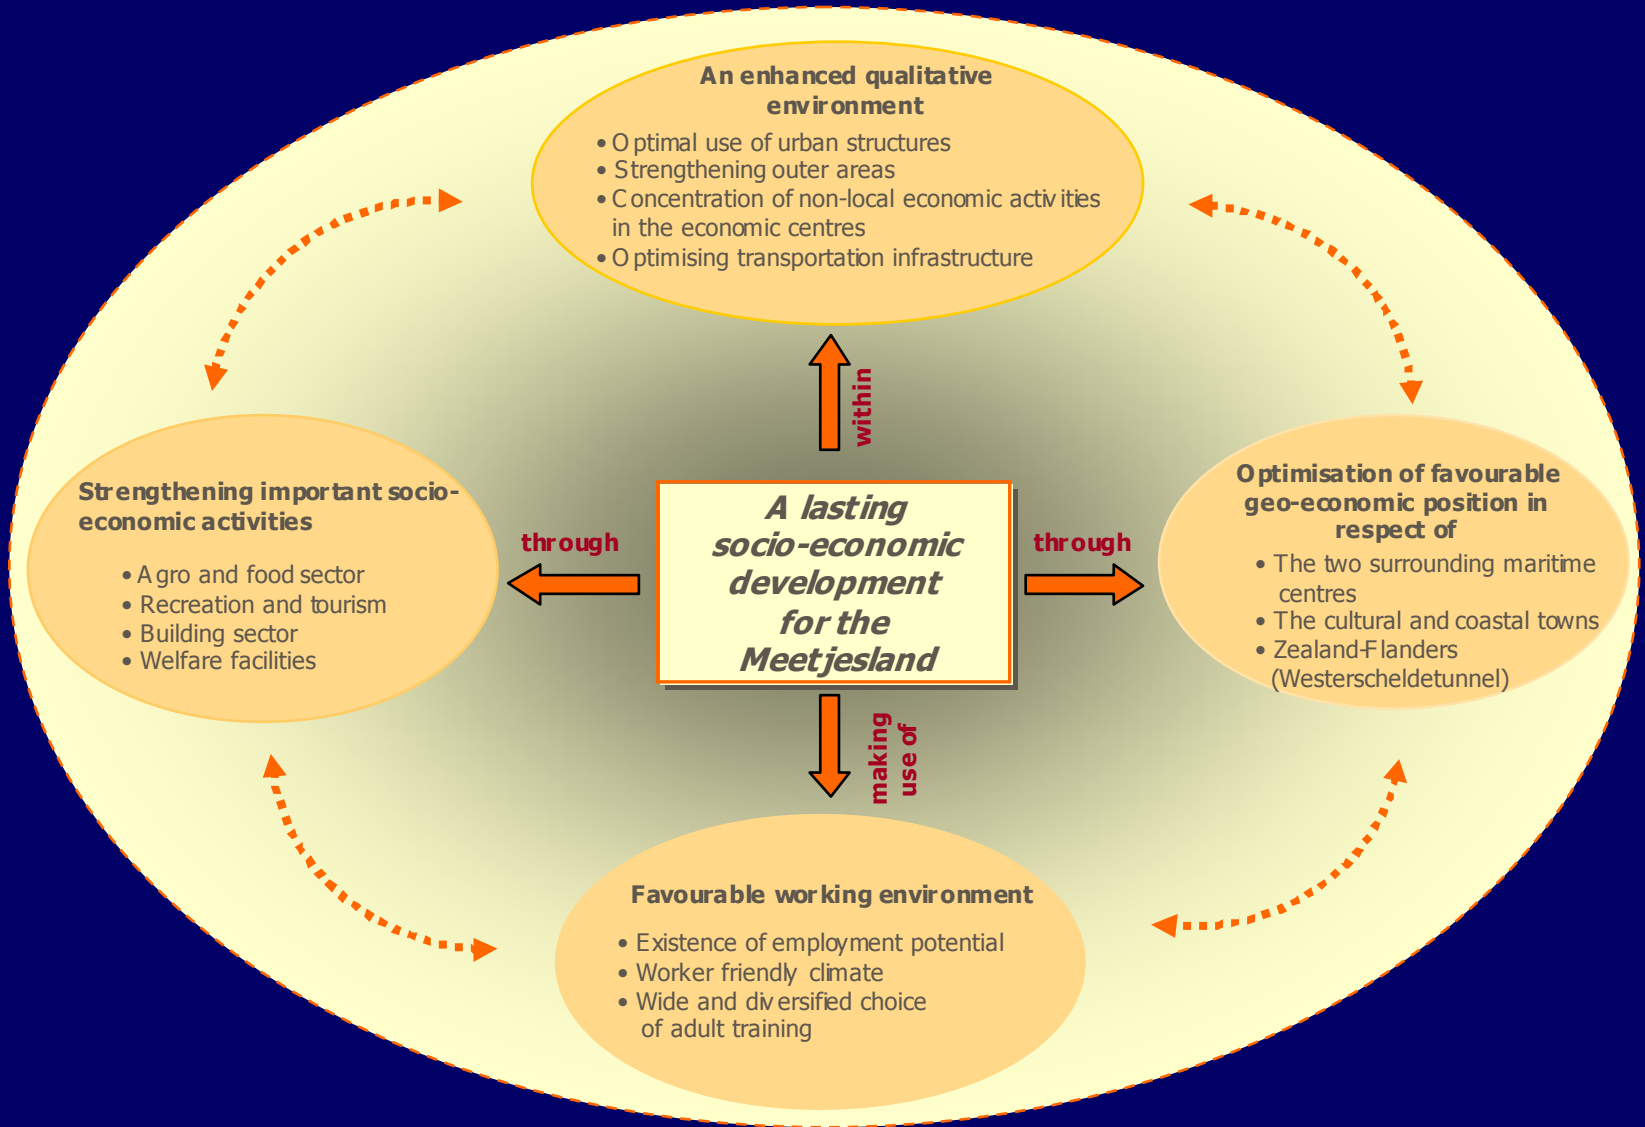 An enhanced qualitative
environment
• Optimal use of urban structures
• Strengthening outer areas
• Concentration of non-local economic activities
in the economic centres
• Optimising transportation infrastructure
within
Strengthening important socio-
economic activities
• Agro and food sector
• Recreation and tourism
• Building sector
• Welfare facilities
through
A lasting
socio-economic
development
for the
Meetjesland
through
Optimisation of favourable
geo-economic position in
respect of
• The two surrounding maritime
centres
• The cultural and coastal towns
• Zealand-Flanders
(Westerscheldetunnel)
making
use of
Favourable working environment
• Existence of employment potential
• Worker friendly climate
• Wide and diversified choice
of adult training